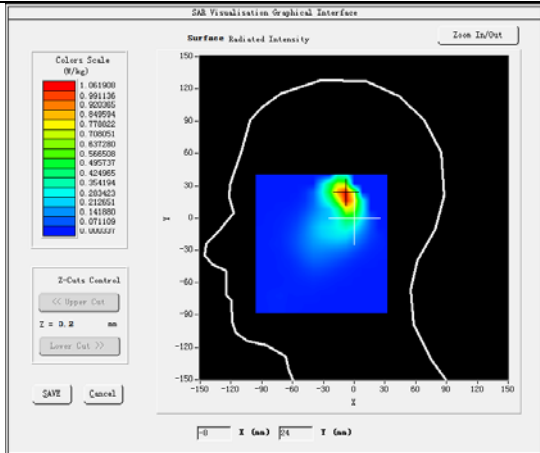 SAR Visualisation Graphical Interface
Surface Radiated Intensity
Zoom In/Out
Colors Scale
(W/kg)
1.061908
0.991136
0.920365
0.849594
0.778822
0.708051
0.637280
0.566508
0.495737
0.424965
0.354194
0.283423
0.212651
0.141880
0.071109
0.000337
Z-Cuts Control
<< Upper Cut
Z = 3.2 mm
Lower Cut >>
SAVE
Cancel
150
120
90
60
30
0
-30
-60
-90
-120
-150
Y
-150 -120 -90 -60 -30 0 30 60 90 120 150
X
-8 X (mm) 24 Y (mm)